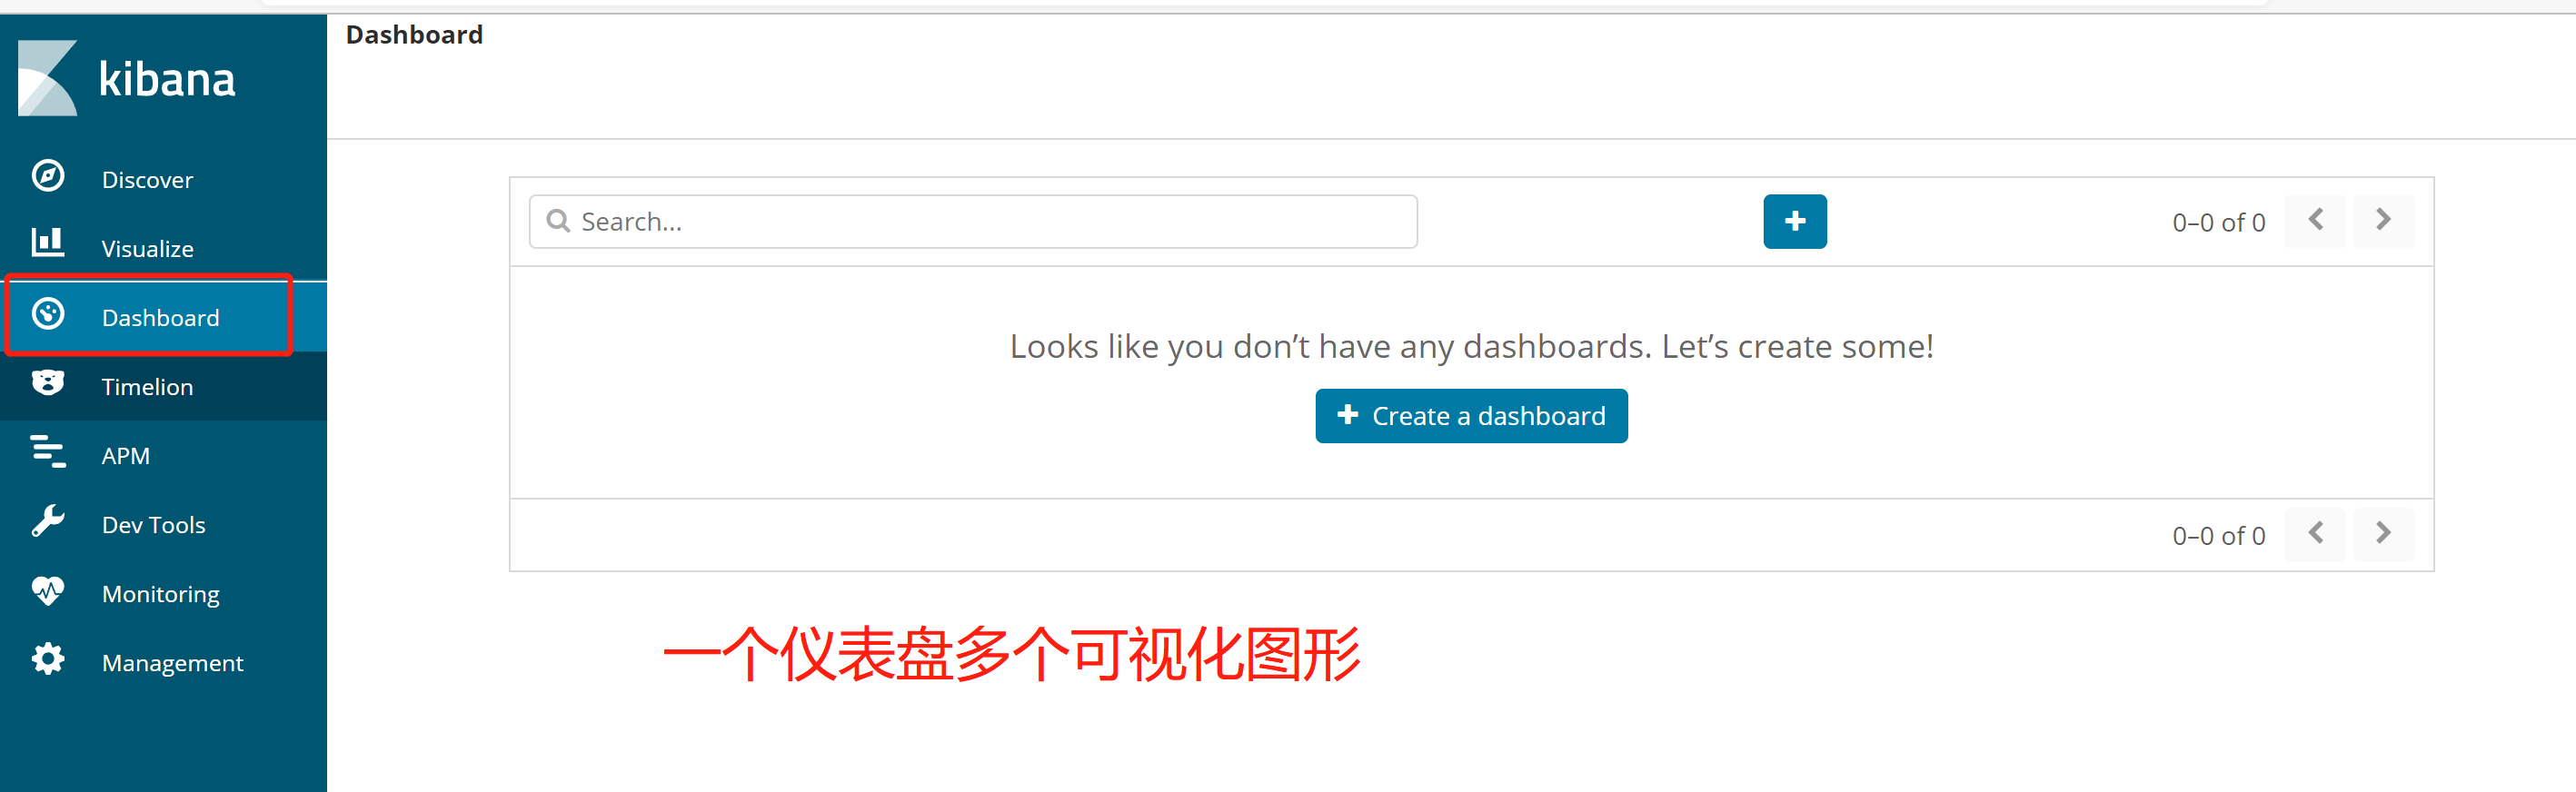 kibana
Discover
Visualize
Dashboard
Timelion
APM
Dev Tools
Monitoring
Management
Dashboard
Search...
0–0 of 0
Looks like you don’t have any dashboards. Let’s create some!
Create a dashboard
0–0 of 0
一个仪表盘多个可视化图形